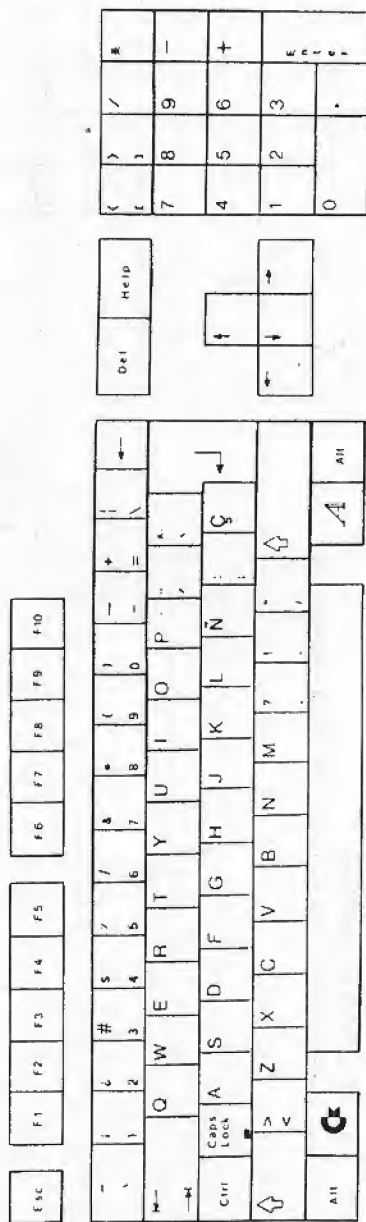 Esc F1 F2 F3 F4 F5 F6 F7 F8 F9 F10
# $ / & * ( ) — +
2 3 4 5 6 7 8 9 0 - = \ ←
Del Help
{ } / *
[ ]
Q W E R T Y U I O P
7 8 9 -
Ctrl Caps Lock A S D F G H J K L Ñ Ç
4 5 6 +
⇧ > < Z X C V B N M ? ! ⇧
↑
← ↓ →
1 2 3 Enter
Alt A Alt
0 .